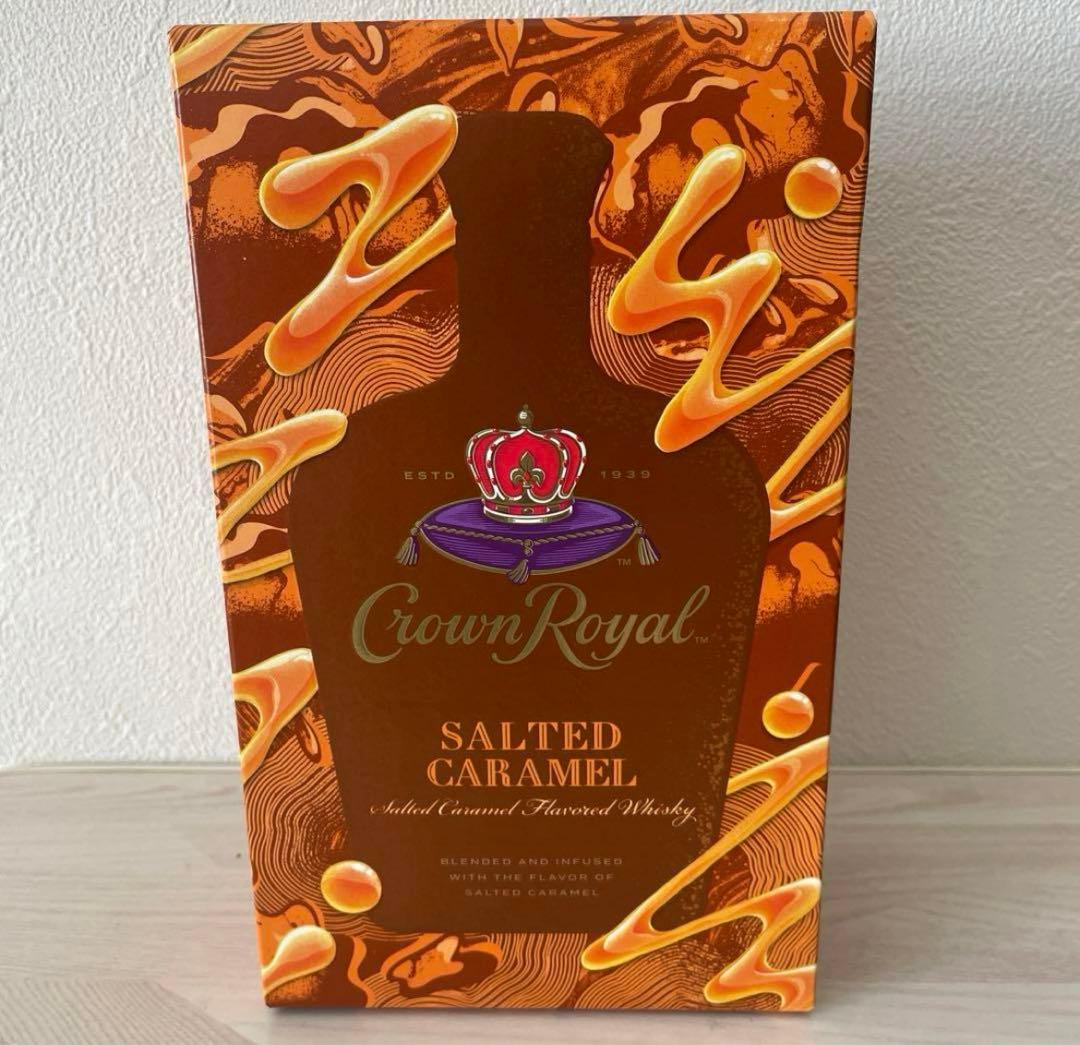 ESTD 1939
TM
Crown Royal TM
SALTED
CARAMEL
Salted Caramel Flavored Whisky
BLENDED AND INFUSED
WITH THE FLAVOR OF
SALTED CARAMEL